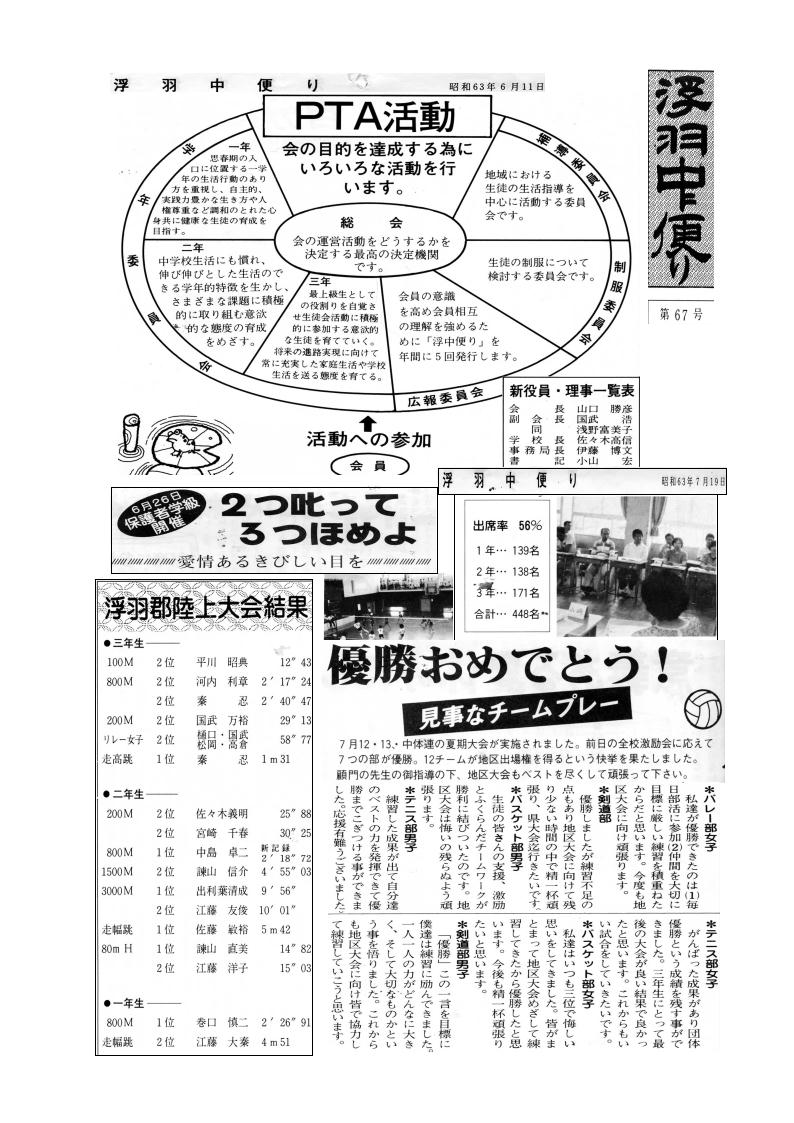 浮羽中便り
昭和63年6月11日
浮羽中便り
第67号
PTA活動
会の目的を達成する為に
いろいろな活動を行
います。
総会
会の運営活動をどうするかを
決定する最高の決定機関
です。
学年委員会
一年
思春期の入
口に位置する一学
年の生活行動のあり
方を重視し、自主的、
実践力豊かな生き方や人
権尊重など調和のとれた心
身共に健康な生徒の育成を
目指す。
二年
中学校生活にも慣れ、
伸び伸びとした生活ので
きる学年的特徴を生かし、
さまざまな課題に積極
的に取り組む意欲
的な態度の育成
をめざす。
三年
最上級生として
の役割りを自覚さ
せ生徒会活動に積極
的に参加する意欲的
な生徒を育てていく。
将来の進路実現に向けて
常に充実した家庭生活や学校
生活を送る態度を育てる。
補導委員会
地域における
生徒の生活指導を
中心に活動する委員
会です。
制服委員会
生徒の制服について
検討する委員会です。
広報委員会
会員の意識
を高め会員相互
の理解を強めるた
めに「浮中便り」を
年間に5回発行します。
活動への参加
会員
新役員・理事一覧表
会長 山口勝彦
副会長 国武浩
同 浅野富美子
学校長 佐々木高信
事務局長 伊藤博文
書記 小山宏
浮羽中便り
昭和63年7月19日
6月26日
保護者学級
開催
2つ叱って
3つほめよ
愛情あるきびしい目を
出席率 56%
1年… 139名
2年… 138名
3年… 171名
合計… 448名
浮羽郡陸上大会結果
●三年生
100M 2位 平川昭典 12″43
800M 2位 河内利章 2′17″24
2位 秦忍 2′40″47
200M 2位 国武万裕 29″13
リレー女子 2位 樋口・国武 松岡・高倉 58″77
走高跳 1位 秦忍 1m31
●二年生
200M 2位 佐々木義明 25″88
2位 宮崎千春 30″25
800M 1位 中島卓二 新記録 2′18″72
1500M 2位 諫山信介 4′55″03
3000M 1位 出利葉清成 9′56″
2位 江藤友俊 10′01″
走幅跳 1位 佐藤敏裕 5m42
80mH 1位 諫山直美 14″82
2位 江藤洋子 15″03
●一年生
800M 1位 巻口慎二 2′26″91
走幅跳 2位 江藤大秦 4m51
優勝おめでとう！
見事なチームプレー
7月12・13、中体連の夏期大会が実施されました。前日の全校激励会に応えて
7つの部が優勝。12チームが地区出場権を得るという快挙を果たしました。
顧門の先生の御指導の下、地区大会もベストを尽くして頑張って下さい。
＊バレー部女子
私達が優勝できたのは(1)毎
日部活に参加(2)仲間を大切に
目標に厳しい練習を積重ねた
からだと思います。今度も地
区大会に向け頑張ります。
＊剣道部
優勝しましたが練習不足の
点もあり地区大会に向けて残
り少ない時間の中で精一杯頑
張り、県大会迄行きたいです。
＊バスケット部男子
生徒の皆さんの支援、激励
とふくらんだチームワークが
勝利に結びついたのです。地
区大会は悔いの残らぬよう頑
張ります。
＊テニス部男子
練習した成果が出て自分達
のベストの力を発揮できて優
勝までこぎつける事ができま
した。応援有難うございました。
＊テニス部女子
がんばった成果があり団体
優勝という成績を残す事がで
きました。三年生にとって最
後の大会が良い結果で良かっ
たと思います。これからもい
い試合をしていきたいです。
＊バスケット部女子
私達はいつも三位で悔しい
思いをしてきました。皆がま
とまって地区大会めざして練
習してきたから優勝したと思
います。今後も精一杯頑張り
たいと思います。
＊剣道部男子
「優勝」この一言を目標に
僕達は練習に励んできました。
一人一人の力がどんなに大き
く、そして大切なものかとい
う事を悟りました。これから
も地区大会に向け皆で協力し
て練習していこうと思います。